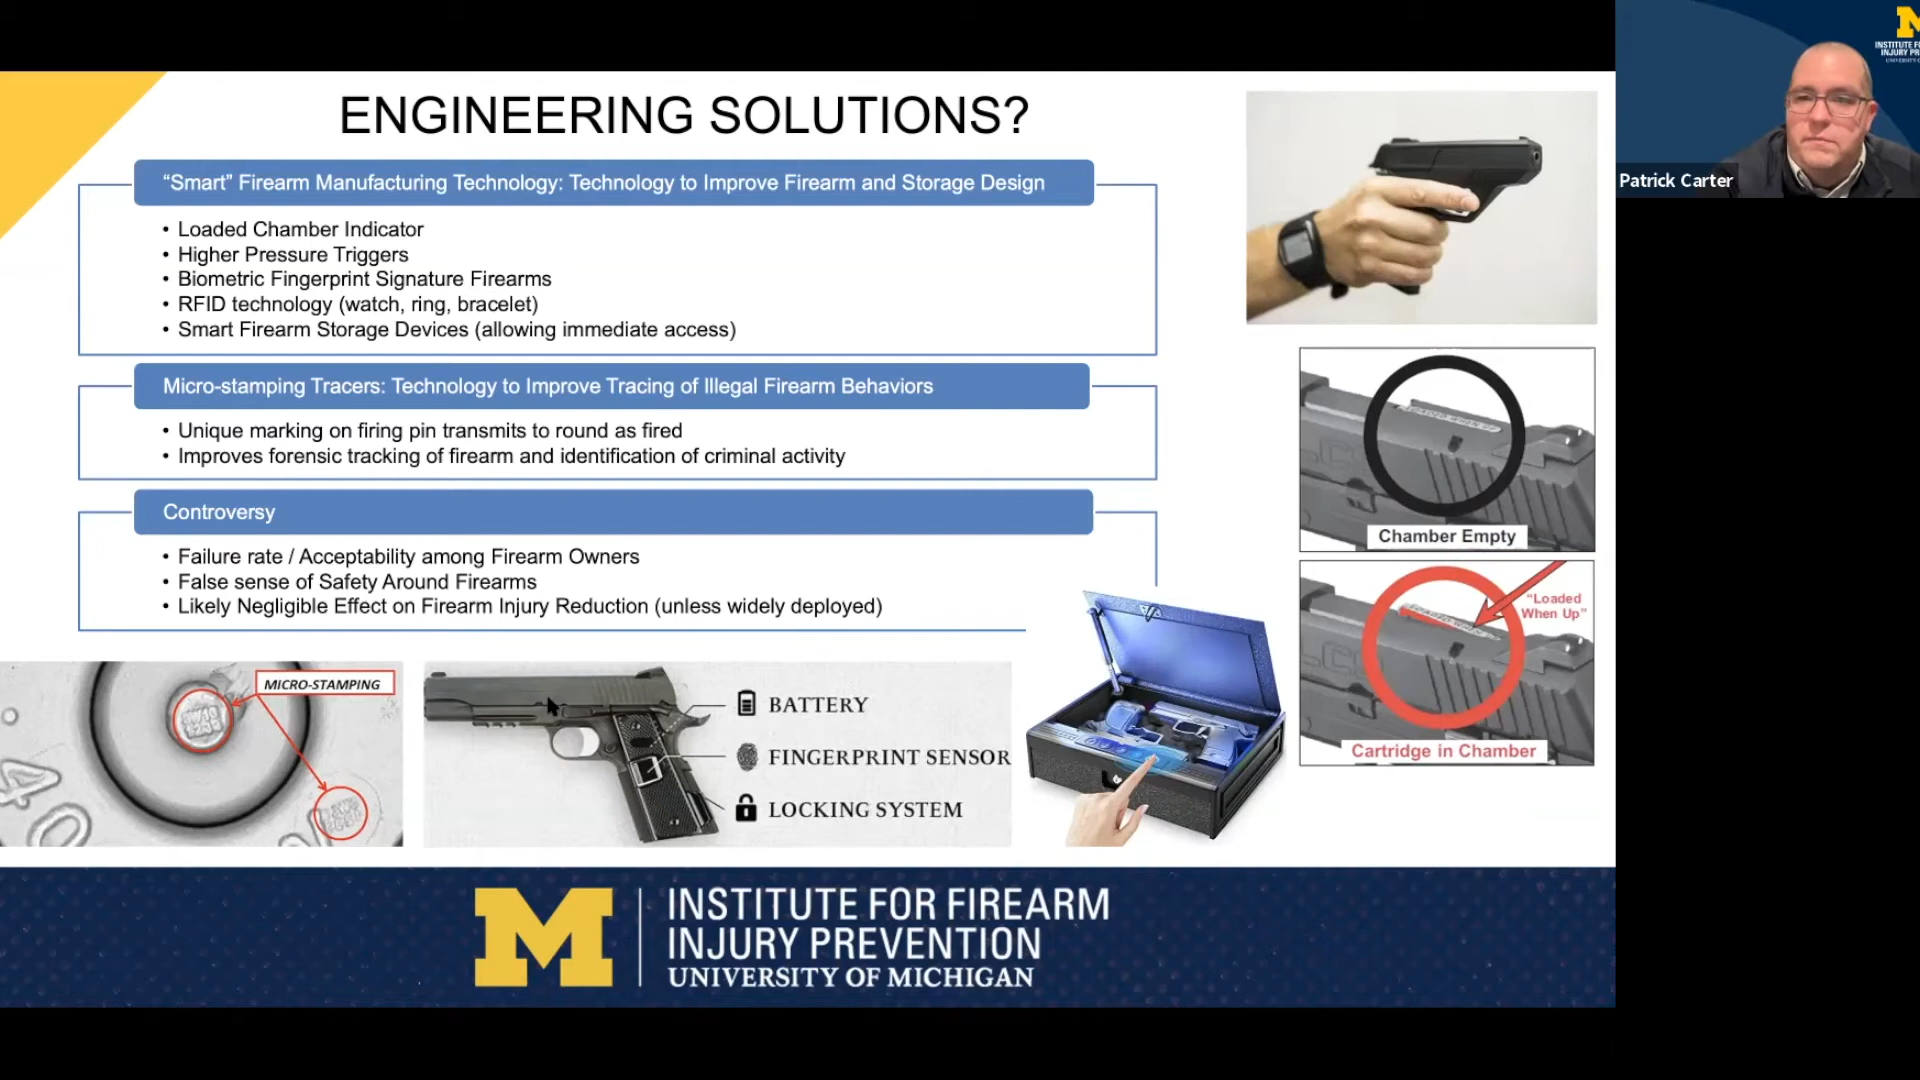 ENGINEERING SOLUTIONS?
“Smart” Firearm Manufacturing Technology: Technology to Improve Firearm and Storage Design
• Loaded Chamber Indicator
• Higher Pressure Triggers
• Biometric Fingerprint Signature Firearms
• RFID technology (watch, ring, bracelet)
• Smart Firearm Storage Devices (allowing immediate access)
Micro-stamping Tracers: Technology to Improve Tracing of Illegal Firearm Behaviors
• Unique marking on firing pin transmits to round as fired
• Improves forensic tracking of firearm and identification of criminal activity
Controversy
• Failure rate / Acceptability among Firearm Owners
• False sense of Safety Around Firearms
• Likely Negligible Effect on Firearm Injury Reduction (unless widely deployed)
MICRO-STAMPING
40
BATTERY
FINGERPRINT SENSOR
LOCKING SYSTEM
LOADED WHEN UP
Chamber Empty
“Loaded
When Up”
Cartridge in Chamber
M
INSTITUTE FOR FIREARM
INJURY PREVENTION
UNIVERSITY OF MICHIGAN
Patrick Carter